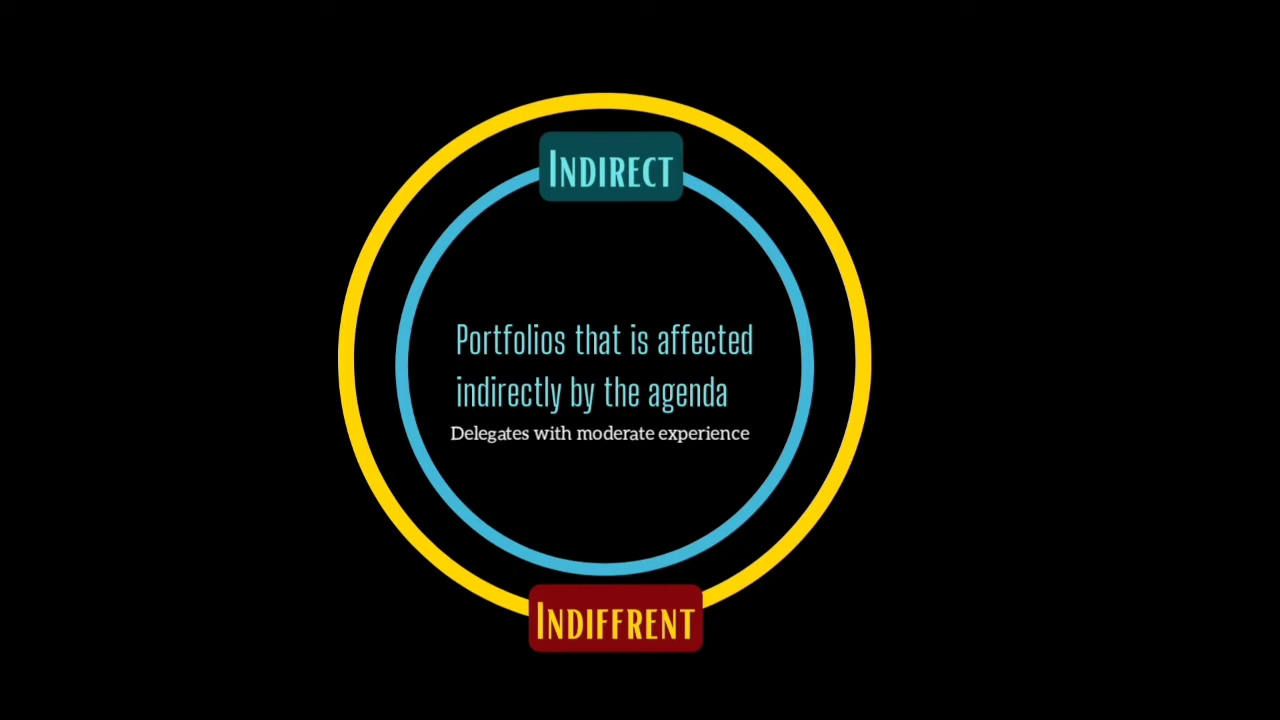 INDIRECT
Portfolios that is affected
indirectly by the agenda
Delegates with moderate experience
INDIFFRENT